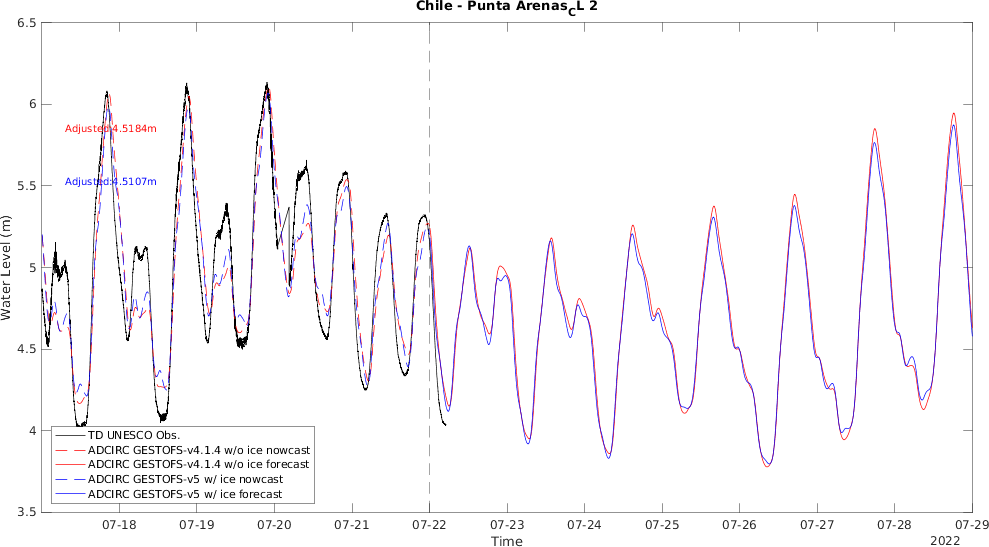 Chile - Punta Arenas_CL 2
6.5
6
5.5
5
4.5
4
3.5
Water Level (m)
Adjusted:4.5184m
Adjusted:4.5107m
TD UNESCO Obs.
ADCIRC GESTOFS-v4.1.4 w/o ice nowcast
ADCIRC GESTOFS-v4.1.4 w/o ice forecast
ADCIRC GESTOFS-v5 w/ ice nowcast
ADCIRC GESTOFS-v5 w/ ice forecast
07-18 07-19 07-20 07-21 07-22 07-23 07-24 07-25 07-26 07-27 07-28 07-29
Time
2022